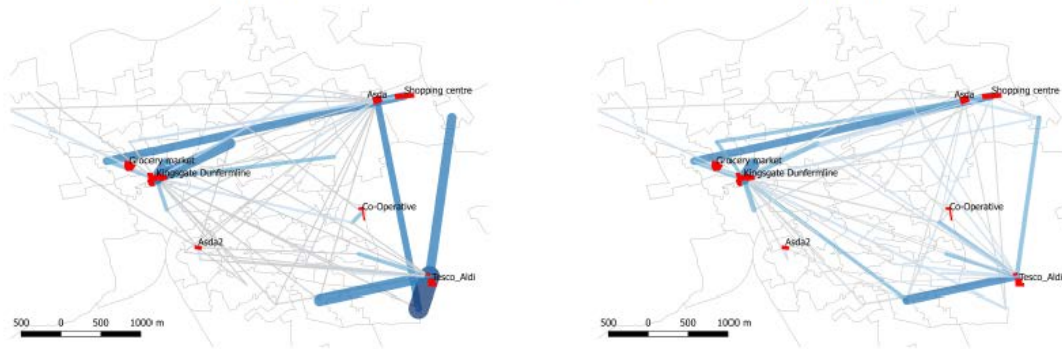 Asda
Shopping centre
Grocery market
Kingsgate Dunfermline
Co-Operative
Asda2
Tesco_Aldi
500 0 500 1000 m
Asda
Shopping centre
Grocery market
Kingsgate Dunfermline
Co-Operative
Asda2
Tesco_Aldi
500 0 500 1000 m